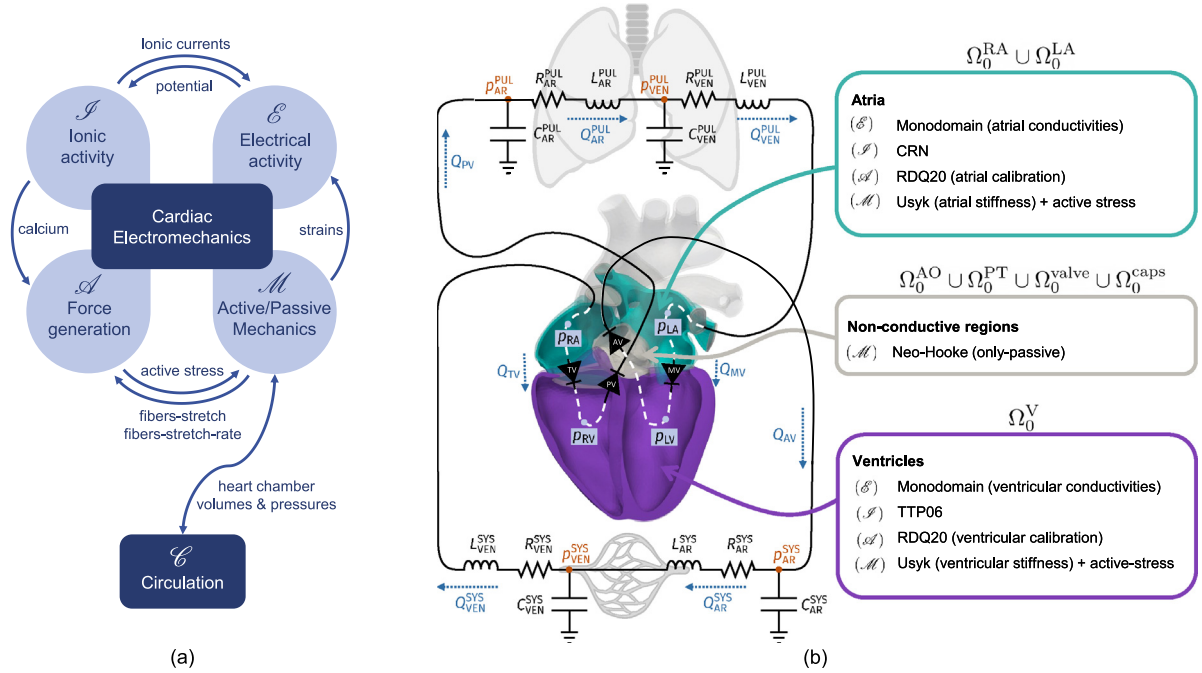 Ionic currents
potential
ℐ
Ionic
activity
ℰ
Electrical
activity
calcium
Cardiac
Electromechanics
strains
𝒜
Force
generation
ℳ
Active/Passive
Mechanics
active stress
fibers-stretch
fibers-stretch-rate
heart chamber
volumes & pressures
𝒞
Circulation
(a)
p_AR^PUL
R_AR^PUL
L_AR^PUL
p_VEN^PUL
R_VEN^PUL
L_VEN^PUL
C_AR^PUL
Q_AR^PUL
C_VEN^PUL
Q_VEN^PUL
Q_PV
p_RA
p_LA
AV
TV
PV
MV
Q_TV
Q_MV
p_RV
p_LV
Q_AV
L_VEN^SYS
R_VEN^SYS
p_VEN^SYS
L_AR^SYS
R_AR^SYS
p_AR^SYS
Q_VEN^SYS
C_VEN^SYS
Q_AR^SYS
C_AR^SYS
Ω_0^RA ∪ Ω_0^LA
Atria
(ℰ) Monodomain (atrial conductivities)
(ℐ) CRN
(𝒜) RDQ20 (atrial calibration)
(ℳ) Usyk (atrial stiffness) + active stress
Ω_0^AO ∪ Ω_0^PT ∪ Ω_0^valve ∪ Ω_0^caps
Non-conductive regions
(ℳ) Neo-Hooke (only-passive)
Ω_0^V
Ventricles
(ℰ) Monodomain (ventricular conductivities)
(ℐ) TTP06
(𝒜) RDQ20 (ventricular calibration)
(ℳ) Usyk (ventricular stiffness) + active-stress
(b)